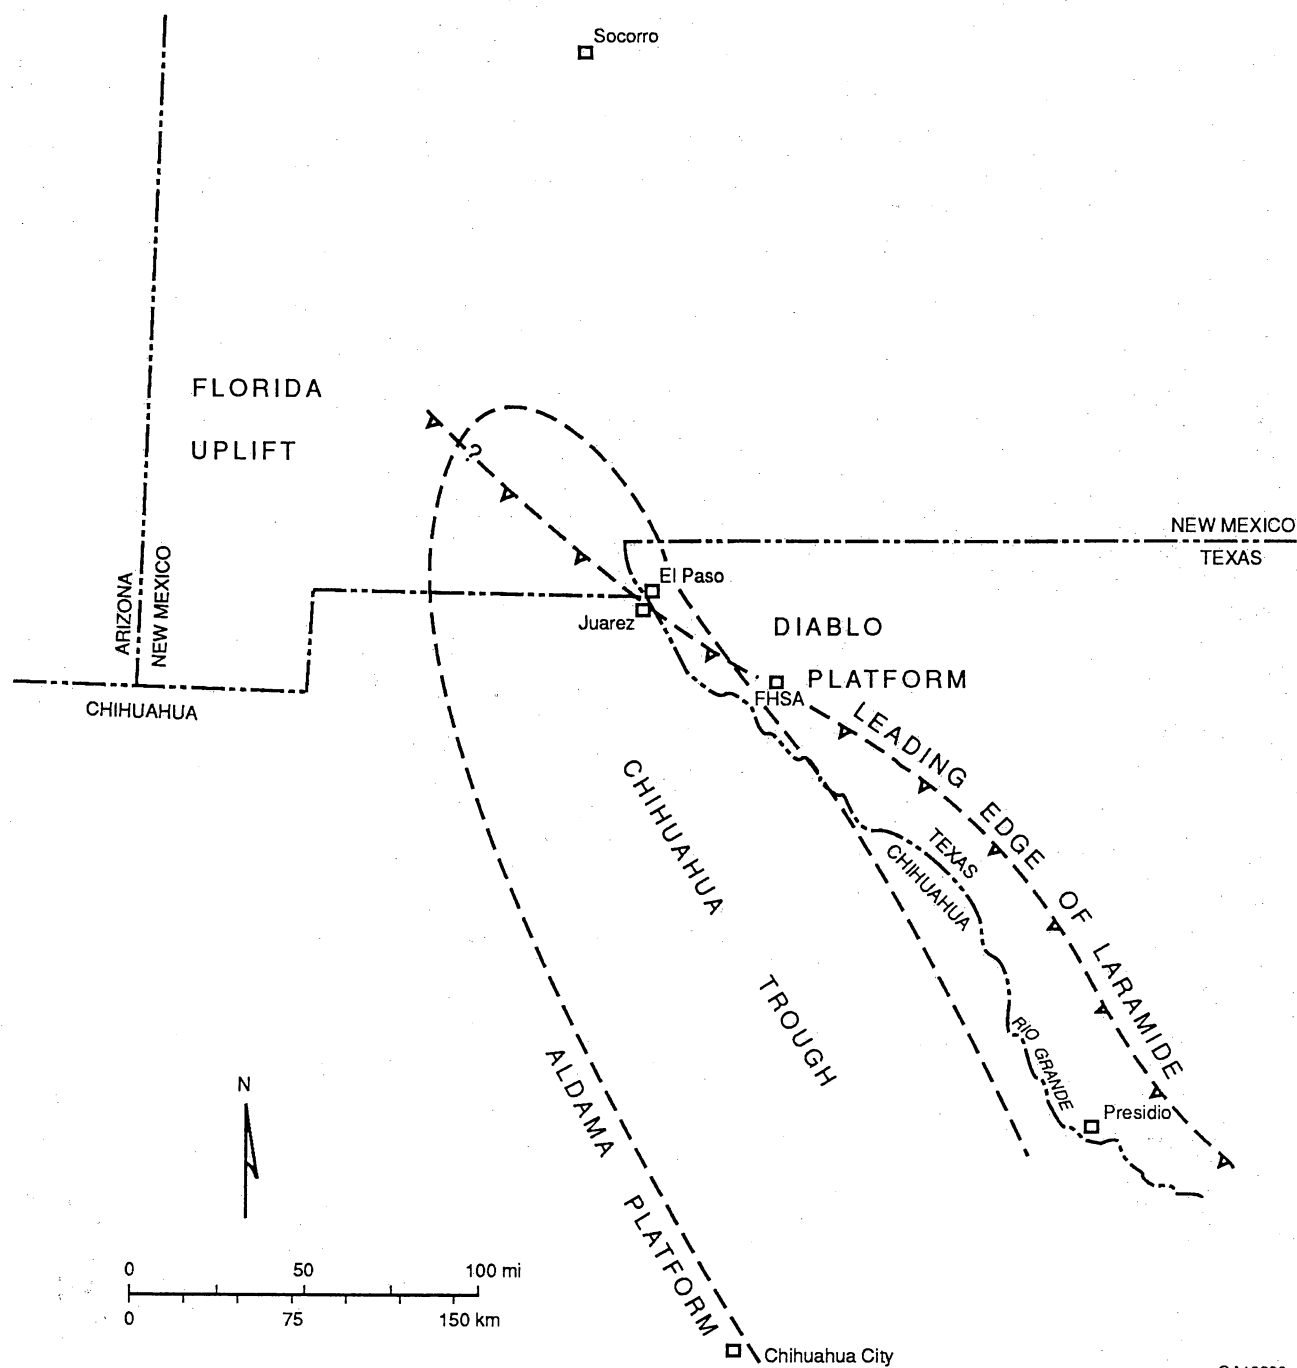 Socorro
FLORIDA
UPLIFT
?
NEW MEXICO
TEXAS
El Paso
Juarez
ARIZONA
NEW MEXICO
CHIHUAHUA
DIABLO
PLATFORM
FHSA
LEADING EDGE OF LARAMIDE
CHIHUAHUA TROUGH
TEXAS
CHIHUAHUA
RIO GRANDE
Presidio
ALDAMA PLATFORM
N
0 50 100 mi
0 75 150 km
Chihuahua City